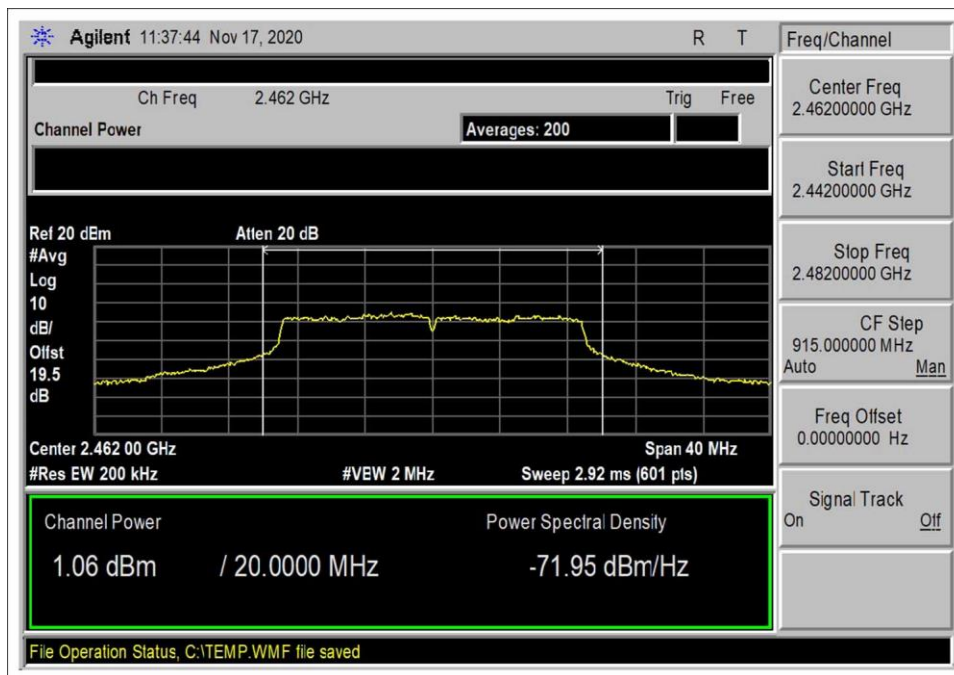 Agilent 11:37:44 Nov 17, 2020 R T
Freq/Channel
Ch Freq 2.462 GHz Trig Free
Channel Power Averages: 200
Center Freq
2.46200000 GHz
Start Freq
2.44200000 GHz
Stop Freq
2.48200000 GHz
CF Step
915.000000 MHz
Auto Man
Freq Offset
0.00000000 Hz
Signal Track
On Off
Ref 20 dBm Atten 20 dB
#Avg
Log
10
dB/
Offst
19.5
dB
Center 2.462 00 GHz Span 40 MHz
#Res EW 200 kHz #VEW 2 MHz Sweep 2.92 ms (601 pts)
Channel Power Power Spectral Density
1.06 dBm / 20.0000 MHz -71.95 dBm/Hz
File Operation Status, C:\TEMP.WMF file saved